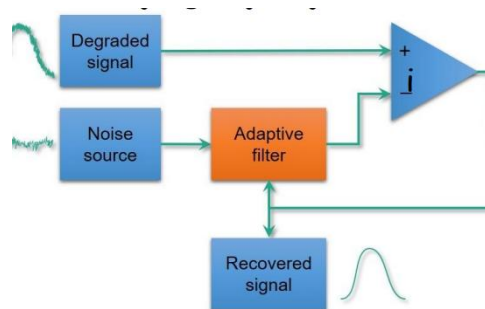 Degraded
signal
+
i
Noise
source
Adaptive
filter
Recovered
signal